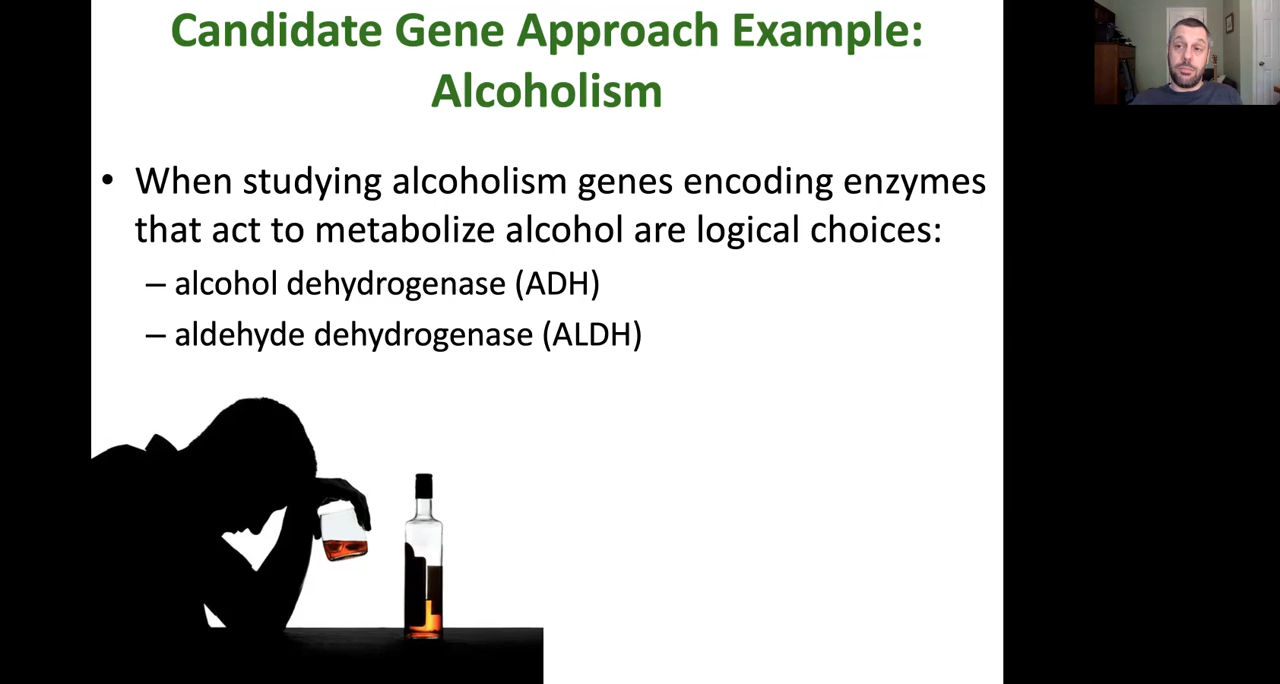 Candidate Gene Approach Example:
Alcoholism
• When studying alcoholism genes encoding enzymes
that act to metabolize alcohol are logical choices:
– alcohol dehydrogenase (ADH)
– aldehyde dehydrogenase (ALDH)